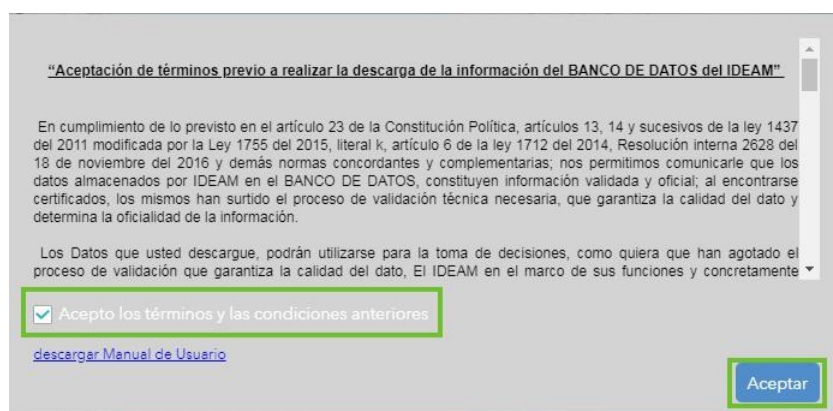 “Aceptación de términos previo a realizar la descarga de la información del BANCO DE DATOS del IDEAM”
En cumplimiento de lo previsto en el artículo 23 de la Constitución Política, artículos 13, 14 y sucesivos de la ley 1437
del 2011 modificada por la Ley 1755 del 2015, literal k, artículo 6 de la ley 1712 del 2014, Resolución interna 2628 del
18 de noviembre del 2016 y demás normas concordantes y complementarias; nos permitimos comunicarle que los
datos almacenados por IDEAM en el BANCO DE DATOS, constituyen información validada y oficial; al encontrarse
certificados, los mismos han surtido el proceso de validación técnica necesaria, que garantiza la calidad del dato y
determina la oficialidad de la información.
Los Datos que usted descargue, podrán utilizarse para la toma de decisiones, como quiera que han agotado el
proceso de validación que garantiza la calidad del dato, El IDEAM en el marco de sus funciones y concretamente
Acepto los términos y las condiciones anteriores
descargar Manual de Usuario
Aceptar